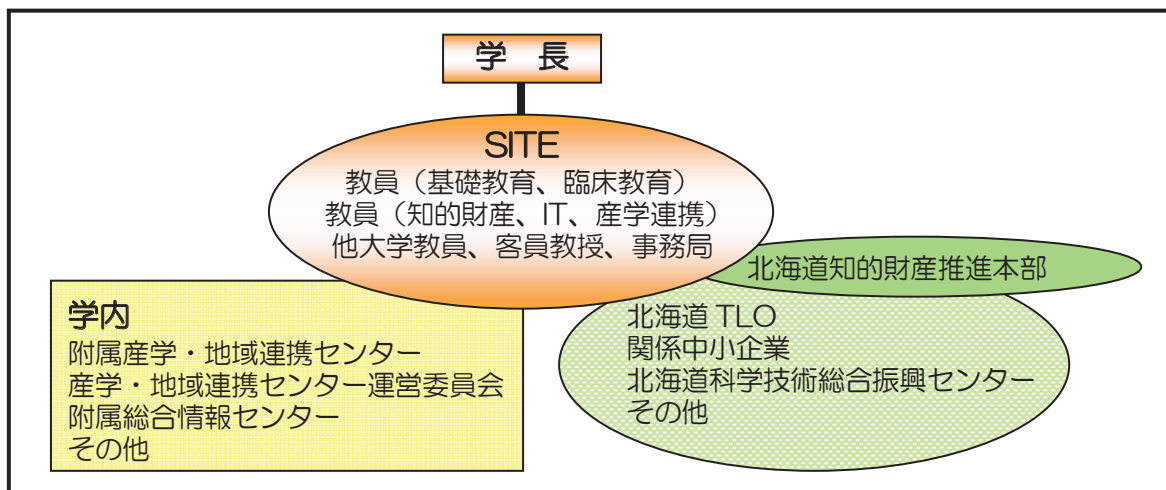 学　長
SITE
教員（基礎教育、臨床教育）
教員（知的財産、IT、産学連携）
他大学教員、客員教授、事務局
北海道知的財産推進本部
学内
附属産学・地域連携センター
産学・地域連携センター運営委員会
附属総合情報センター
その他
北海道 TLO
関係中小企業
北海道科学技術総合振興センター
その他